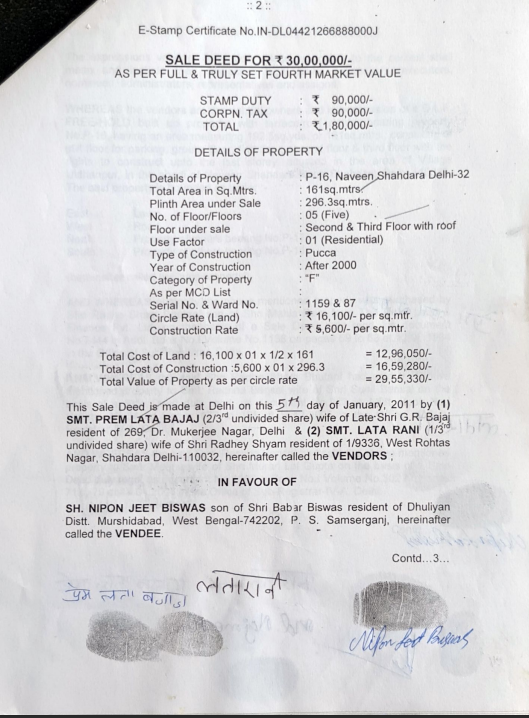 :: 2 ::
E-Stamp Certificate No.IN-DL04421266888000J
SALE DEED FOR ₹ 30,00,000/-
AS PER FULL & TRULY SET FOURTH MARKET VALUE
STAMP DUTY : ₹ 90,000/-
CORPN. TAX : ₹ 90,000/-
TOTAL : ₹1,80,000/-
DETAILS OF PROPERTY
Details of Property : P-16, Naveen Shahdara Delhi-32
Total Area in Sq.Mtrs. : 161sq.mtrs.
Plinth Area under Sale : 296.3sq.mtrs.
No. of Floor/Floors : 05 (Five)
Floor under sale : Second & Third Floor with roof
Use Factor : 01 (Residential)
Type of Construction : Pucca
Year of Construction : After 2000
Category of Property : "F"
As per MCD List :
Serial No. & Ward No. : 1159 & 87
Circle Rate (Land) : ₹ 16,100/- per sq.mtr.
Construction Rate : ₹ 5,600/- per sq.mtr.
Total Cost of Land : 16,100 x 01 x 1/2 x 161 = 12,96,050/-
Total Cost of Construction :5,600 x 01 x 296.3 = 16,59,280/-
Total Value of Property as per circle rate = 29,55,330/-
This Sale Deed is made at Delhi on this 5th day of January, 2011 by (1)
SMT. PREM LATA BAJAJ (2/3rd undivided share) wife of Late Shri G.R. Bajaj
resident of 269, Dr. Mukerjee Nagar, Delhi & (2) SMT. LATA RANI (1/3rd
undivided share) wife of Shri Radhey Shyam resident of 1/9336, West Rohtas
Nagar, Shahdara Delhi-110032, hereinafter called the VENDORS ;
IN FAVOUR OF
SH. NIPON JEET BISWAS son of Shri Babar Biswas resident of Dhuliyan
Distt. Murshidabad, West Bengal-742202, P. S. Samserganj, hereinafter
called the VENDEE.
Contd...3...
प्रेम लता बजाज लतारानी
Nipon Jeet Biswas